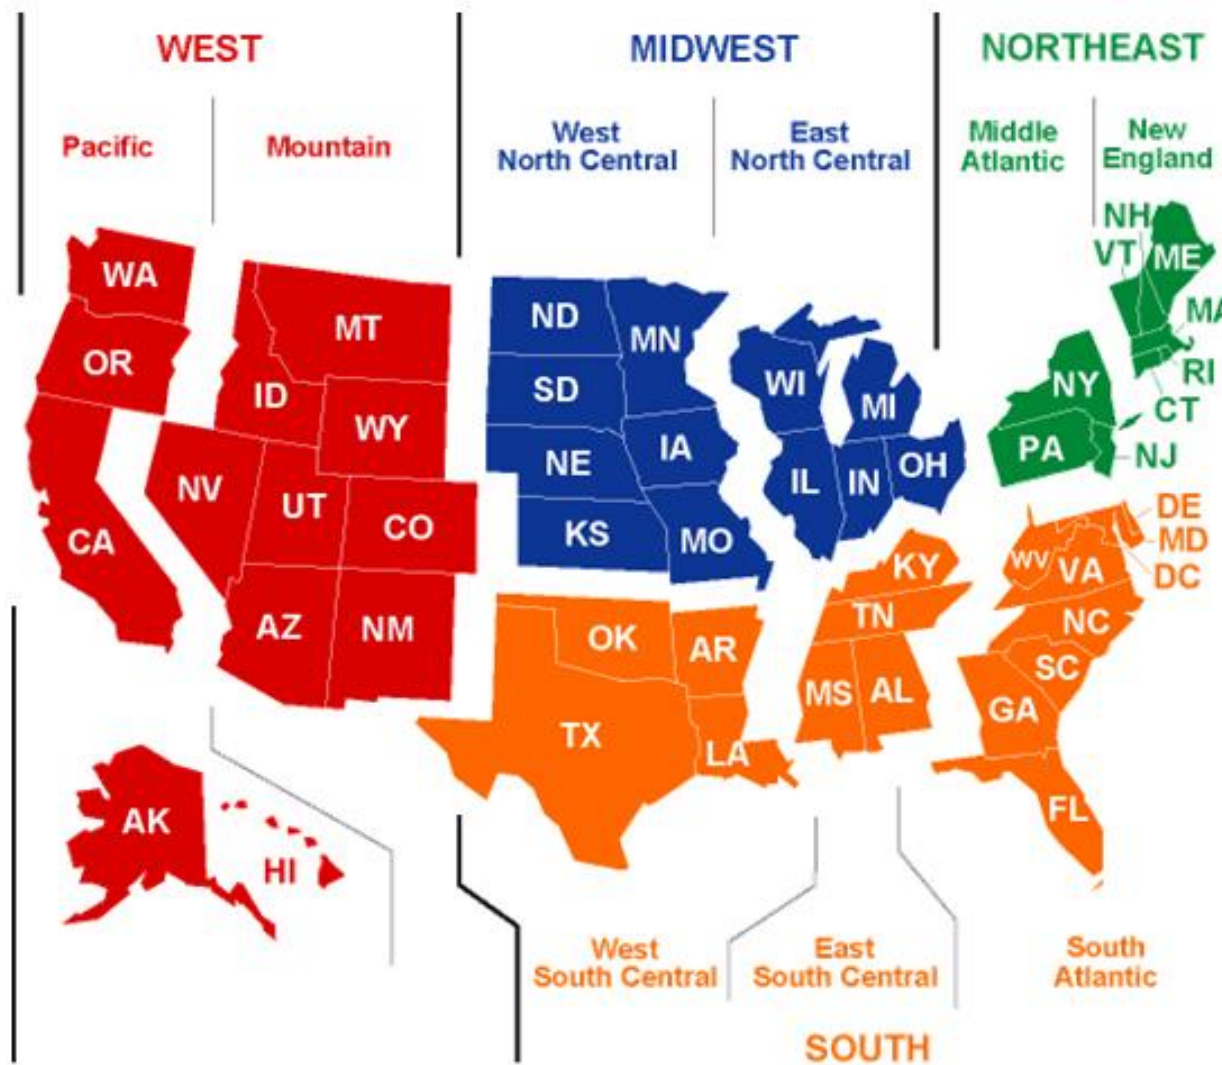 WEST
MIDWEST
NORTHEAST
Pacific
Mountain
West
North Central
East
North Central
Middle
Atlantic
New
England
WA
OR
CA
MT
ID
WY
NV
UT
CO
AZ
NM
AK
HI
ND
SD
NE
KS
MN
IA
MO
WI
MI
IL
IN
OH
NH
VT
ME
MA
RI
CT
NY
PA
NJ
DE
MD
DC
WV
VA
NC
SC
GA
FL
KY
TN
MS
AL
OK
AR
TX
LA
West
South Central
East
South Central
South
Atlantic
SOUTH